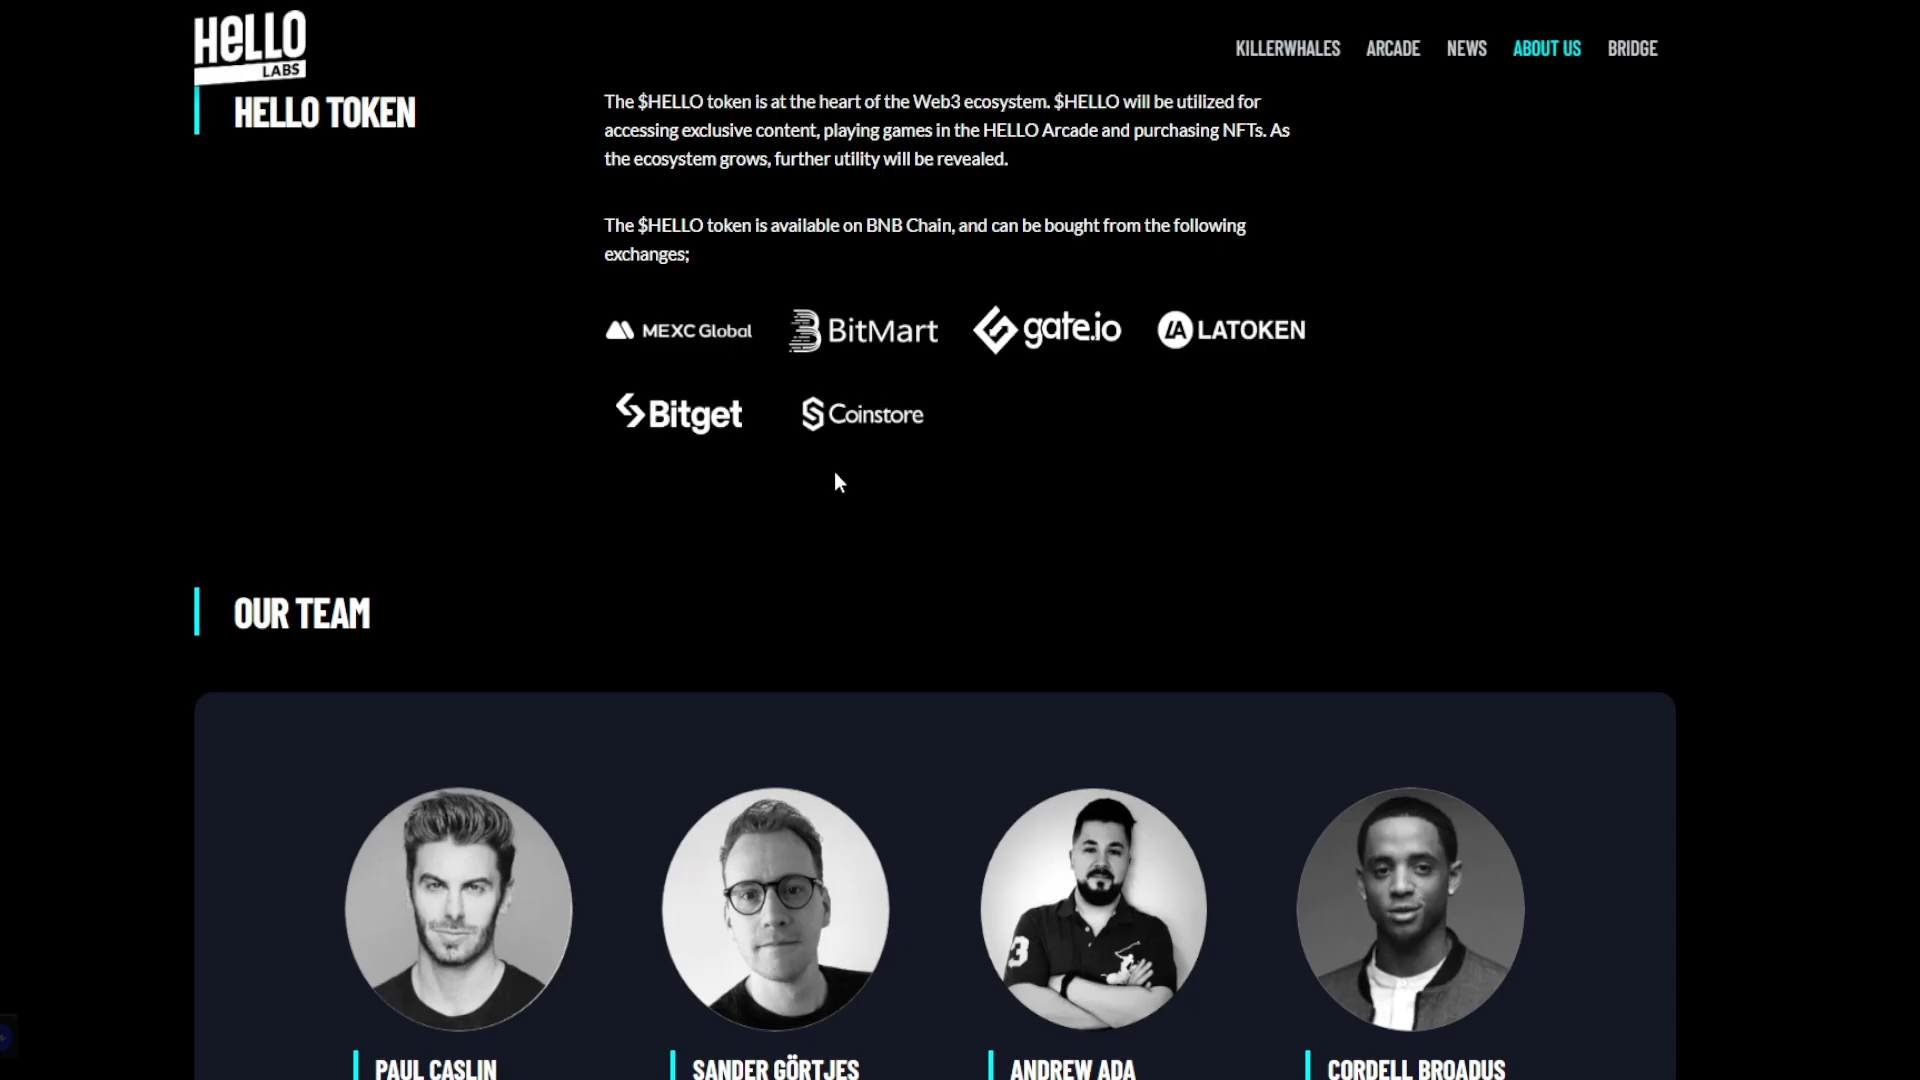 HELLO
LABS
KILLERWHALES ARCADE NEWS ABOUT US BRIDGE
HELLO TOKEN
The $HELLO token is at the heart of the Web3 ecosystem. $HELLO will be utilized for
accessing exclusive content, playing games in the HELLO Arcade and purchasing NFTs. As
the ecosystem grows, further utility will be revealed.
The $HELLO token is available on BNB Chain, and can be bought from the following
exchanges;
MEXC Global BitMart gate.io LATOKEN
Bitget Coinstore
OUR TEAM
3
PAUL CASLIN SANDER GÖRTJES ANDREW ADA CORDELL BROADUS